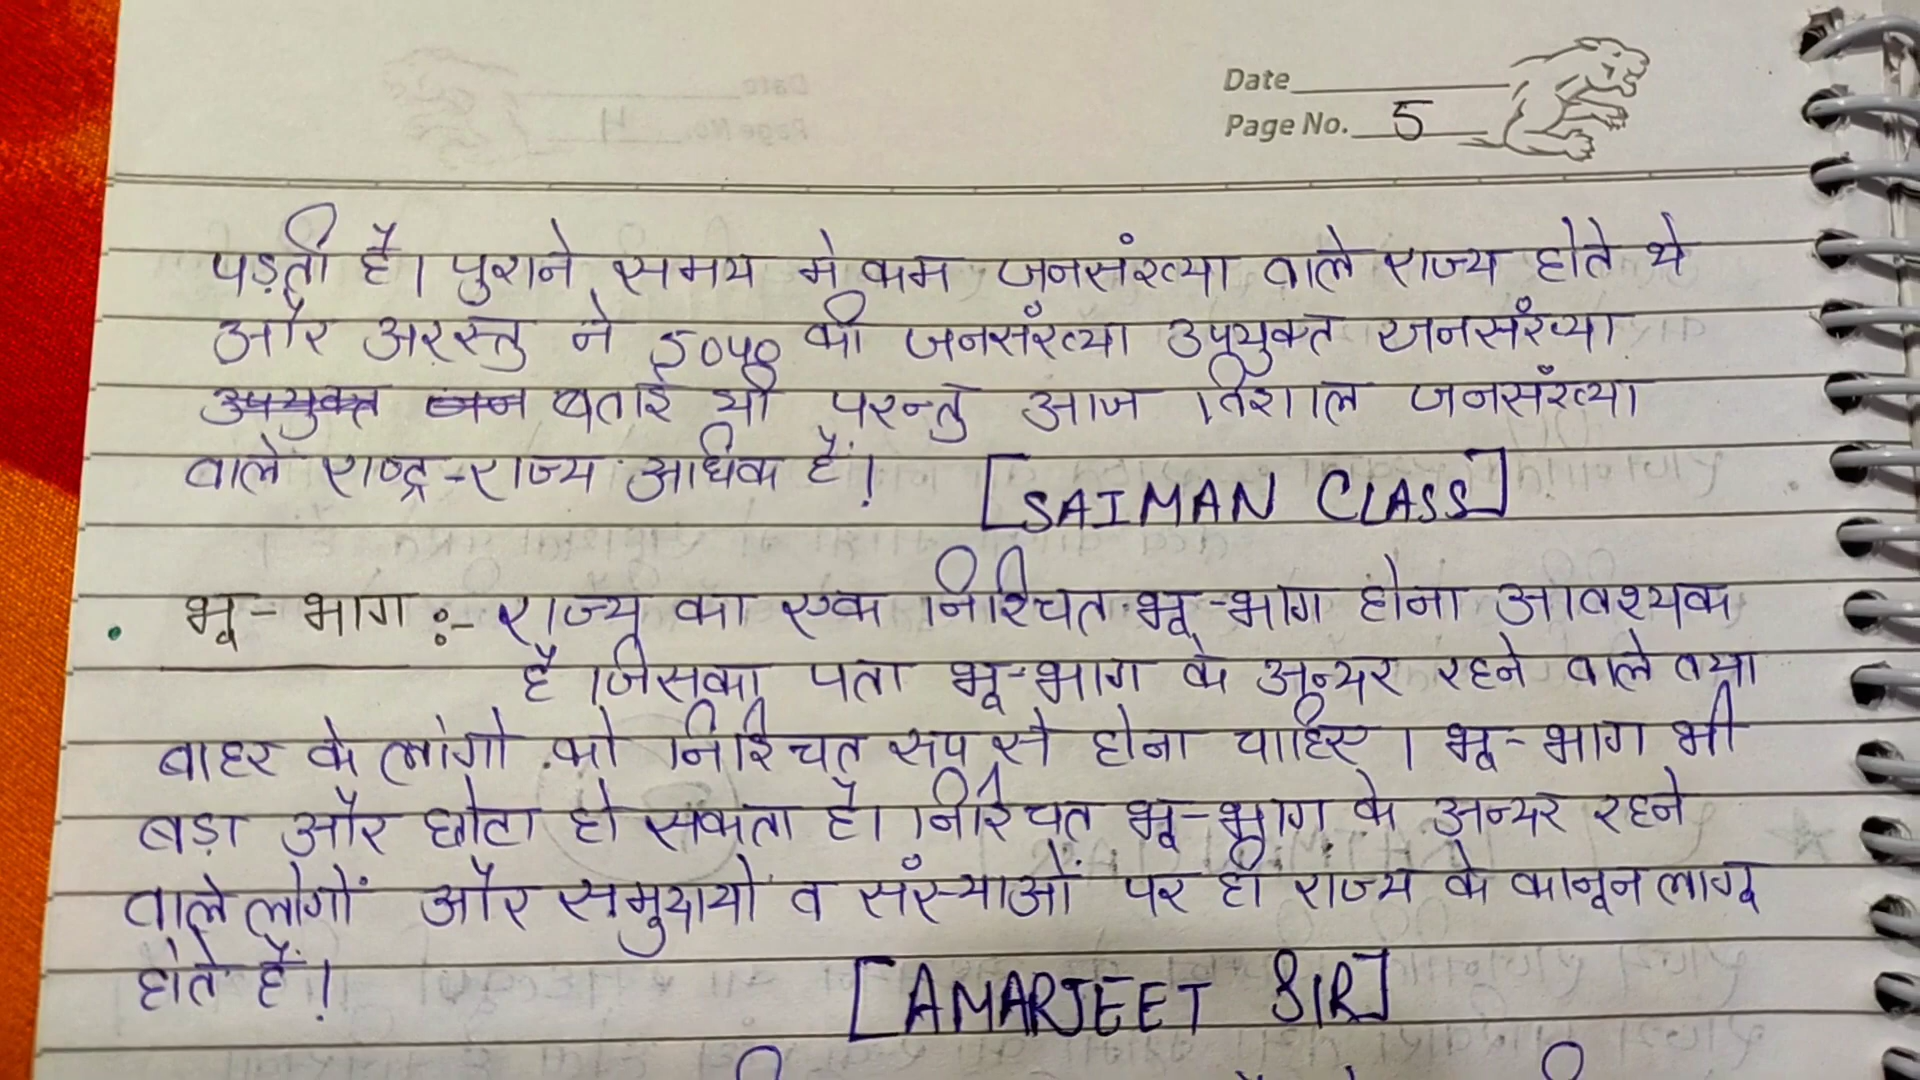 Date
Page No. 5
पड़ती है। पुराने समय मे कम जनसंख्या वाले राज्य होते थे
और अरस्तु ने 5040 की जनसंख्या उपयुक्त जनसंख्या
उपयुक्त जन बताई थी परन्तु आज विशाल जनसंख्या
वाले राष्ट्र-राज्य अधिक हैं।
[SAIMAN CLASS]
भू-भाग :- राज्य का एक निश्चित भू-भाग होना आवश्यक
है जिसका पता भू-भाग के अन्दर रहने वाले तथा
बाहर के लोगो को निश्चित रूप से होना चाहिए। भू-भाग भी
बड़ा और छोटा हो सकता है। निश्चित भू-भाग के अन्दर रहने
वाले लोगों और समुदायो व संस्थाओं पर ही राज्य के कानून लागू
होते हैं।
[AMARJEET SIR]